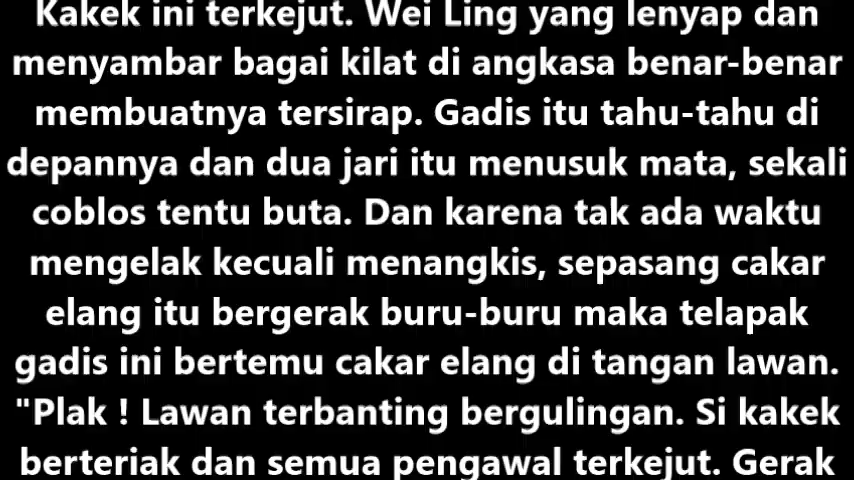 Kakek ini terkejut. Wei Ling yang lenyap dan
menyambar bagai kilat di angkasa benar-benar
membuatnya tersirap. Gadis itu tahu-tahu di
depannya dan dua jari itu menusuk mata, sekali
coblos tentu buta. Dan karena tak ada waktu
mengelak kecuali menangkis, sepasang cakar
elang itu bergerak buru-buru maka telapak
gadis ini bertemu cakar elang di tangan lawan.
"Plak ! Lawan terbanting bergulingan. Si kakek
berteriak dan semua pengawal terkejut. Gerak